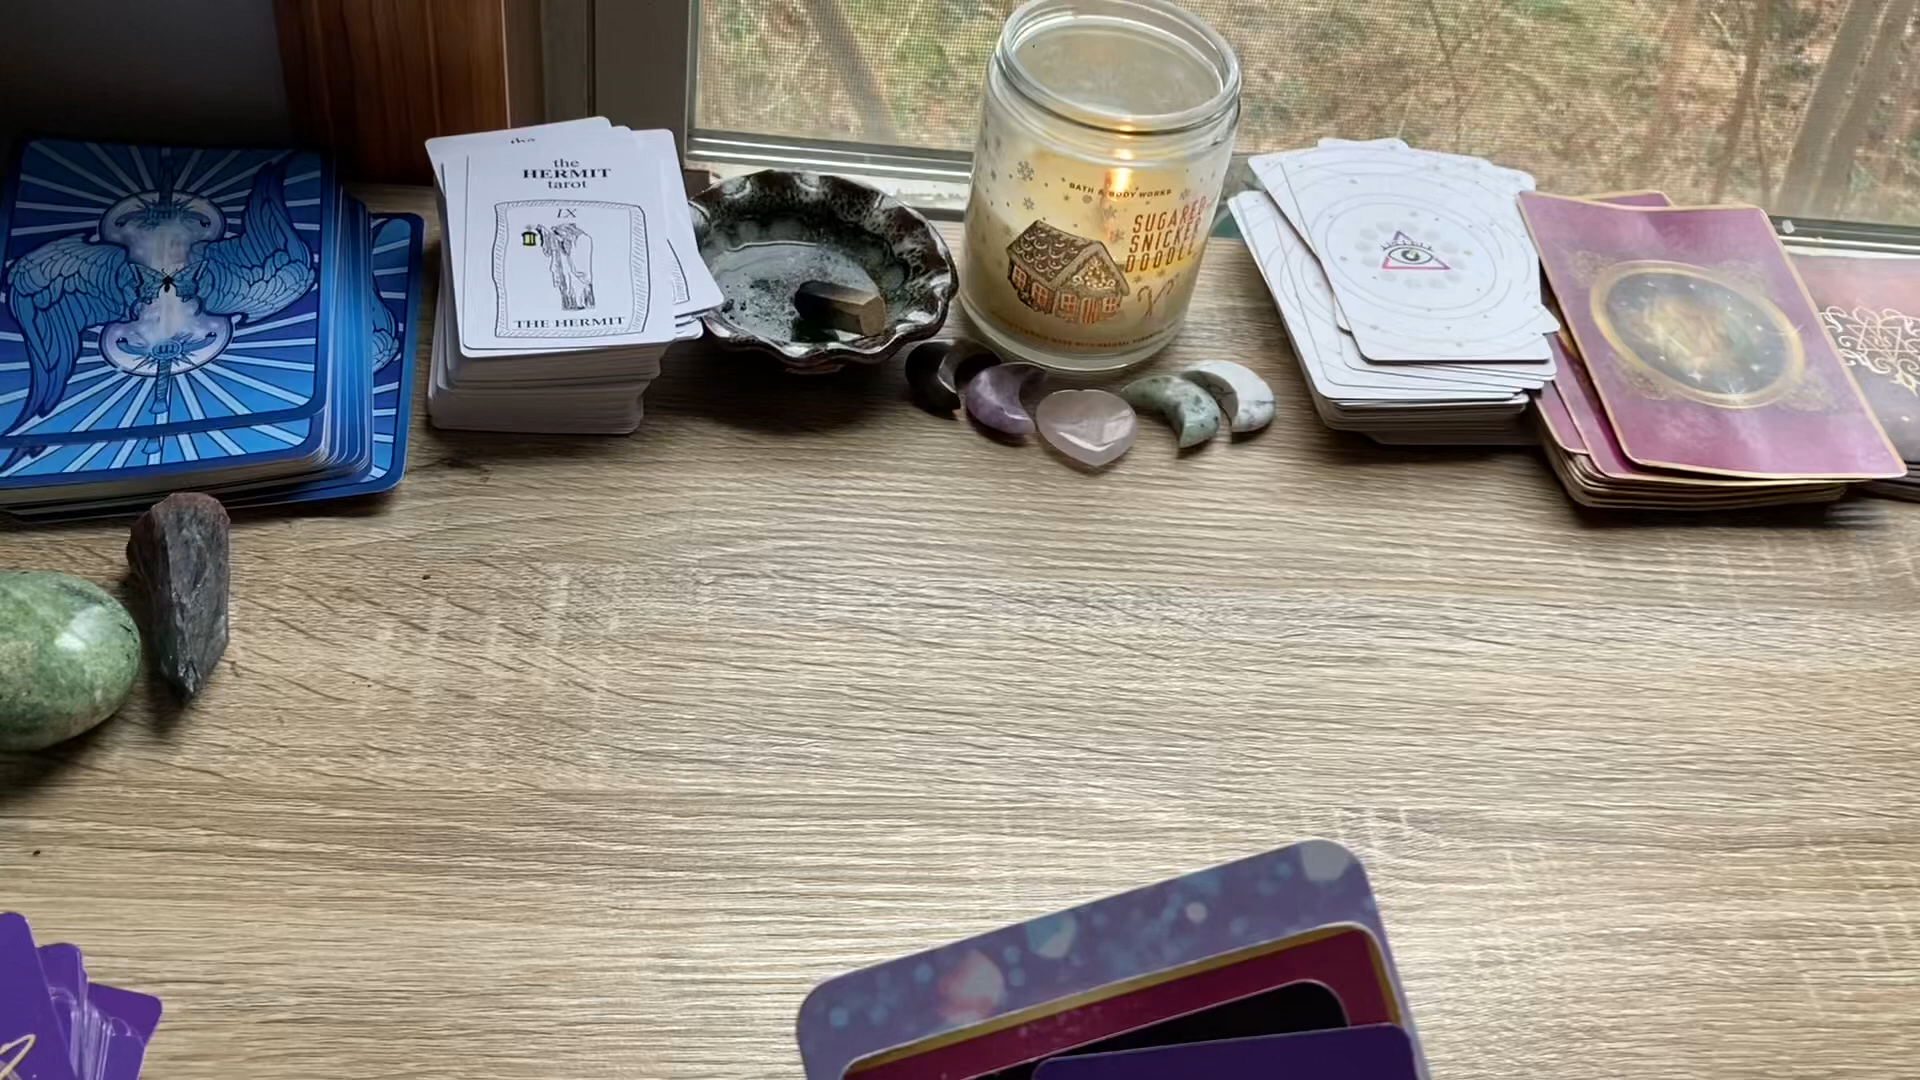 the
HERMIT
tarot
IX
THE HERMIT
BATH & BODY WORKS
SUGARED
SNICKER
DOODLE